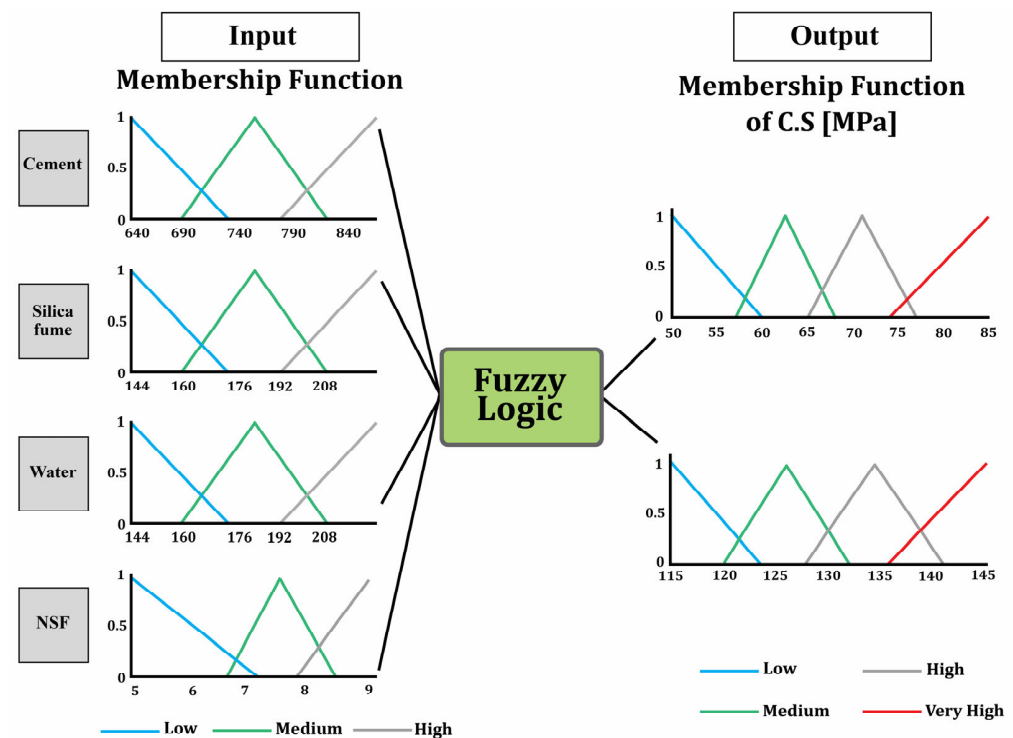 Input
Membership Function
Cement
1
0.5
0
640 690 740 790 840
Silica
fume
1
0.5
0
144 160 176 192 208
Water
1
0.5
0
144 160 176 192 208
NSF
1
0.5
0
5 6 7 8 9
Low Medium High
Fuzzy
Logic
Output
Membership Function
of C.S [MPa]
1
0.5
0
50 55 60 65 71 75 80 85
1
0.5
0
115 120 125 130 135 140 145
Low High
Medium Very High